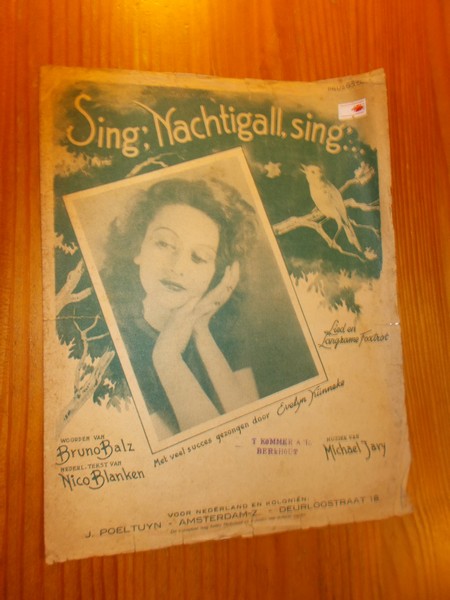 Sing, Nachtigall, sing...
Lied en
Langzame Foxtrot
Met veel succes gezongen door Evelyn Künneke
WOORDEN VAN
Bruno Balz
NEDERL. TEKST VAN
Nico Blanken
MUZIEK VAN
Michael Jary
VOOR NEDERLAND EN KOLONIËN:
J. POELTUYN - AMSTERDAM-Z. - DEURLOOSTRAAT 18